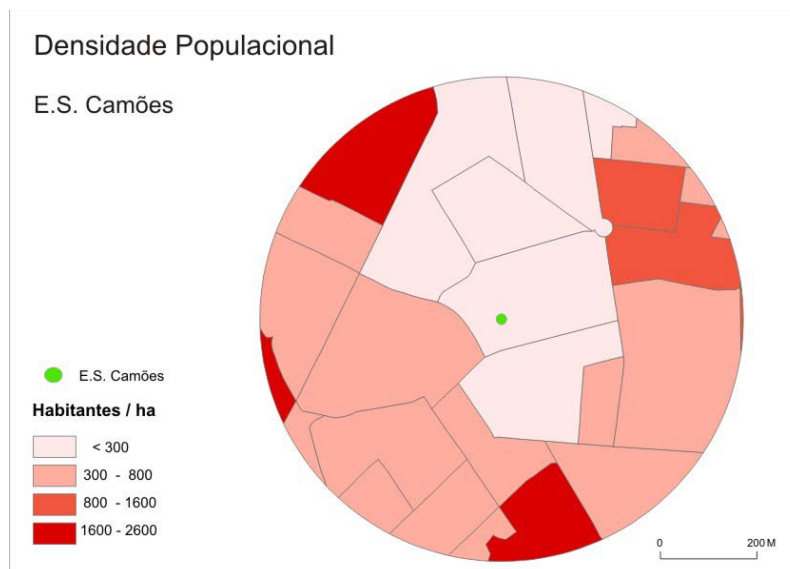 Densidade Populacional
E.S. Camões
E.S. Camões
Habitantes / ha
< 300
300 - 800
800 - 1600
1600 - 2600
0 200 M